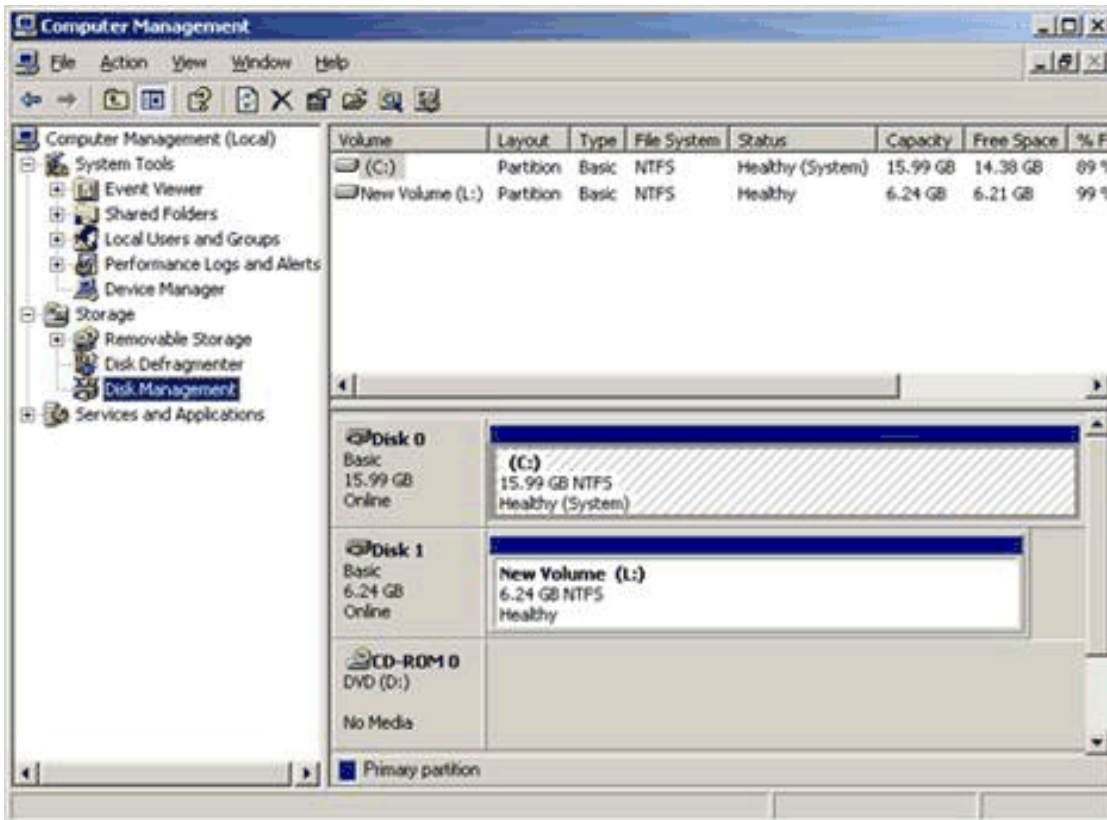 Computer Management
File Action View Window Help
Computer Management (Local)
System Tools
Event Viewer
Shared Folders
Local Users and Groups
Performance Logs and Alerts
Device Manager
Storage
Removable Storage
Disk Defragmenter
Disk Management
Services and Applications
Volume Layout Type File System Status Capacity Free Space % F
(C:) Partition Basic NTFS Healthy (System) 15.99 GB 14.38 GB 89 %
New Volume (L:) Partition Basic NTFS Healthy 6.24 GB 6.21 GB 99 %
Disk 0
Basic
15.99 GB
Online
(C:)
15.99 GB NTFS
Healthy (System)
Disk 1
Basic
6.24 GB
Online
New Volume (L:)
6.24 GB NTFS
Healthy
CD-ROM 0
DVD (D:)
No Media
Primary partition